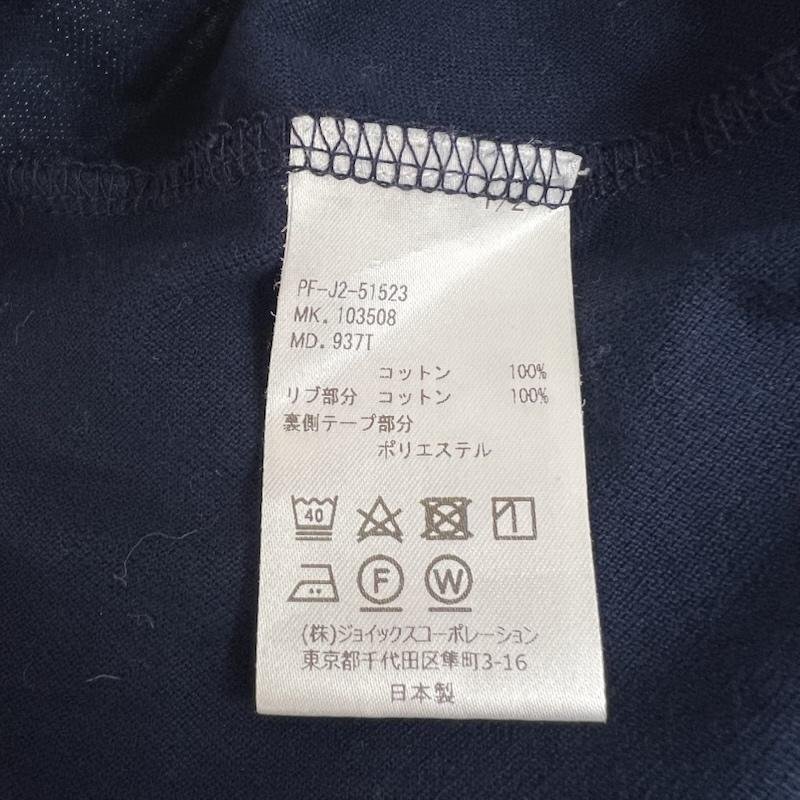 1/2
PF-J2-51523
MK. 103508
MD. 937T
コットン 100%
リブ部分 コットン 100%
裏側テープ部分
ポリエステル
40
F W
(株)ジョイックスコーポレーション
東京都千代田区隼町3-16
日本製